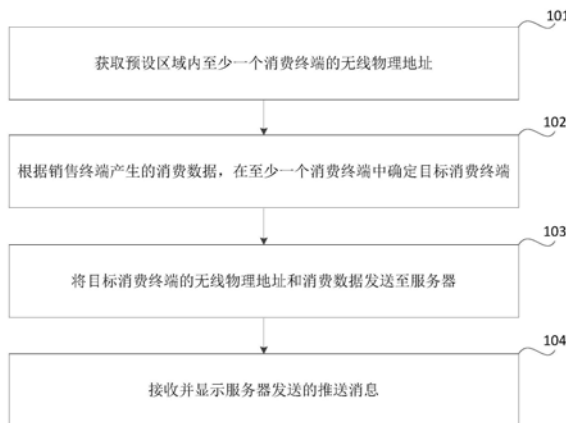 101
获取预设区域内至少一个消费终端的无线物理地址
102
根据销售终端产生的消费数据，在至少一个消费终端中确定目标消费终端
103
将目标消费终端的无线物理地址和消费数据发送至服务器
104
接收并显示服务器发送的推送消息